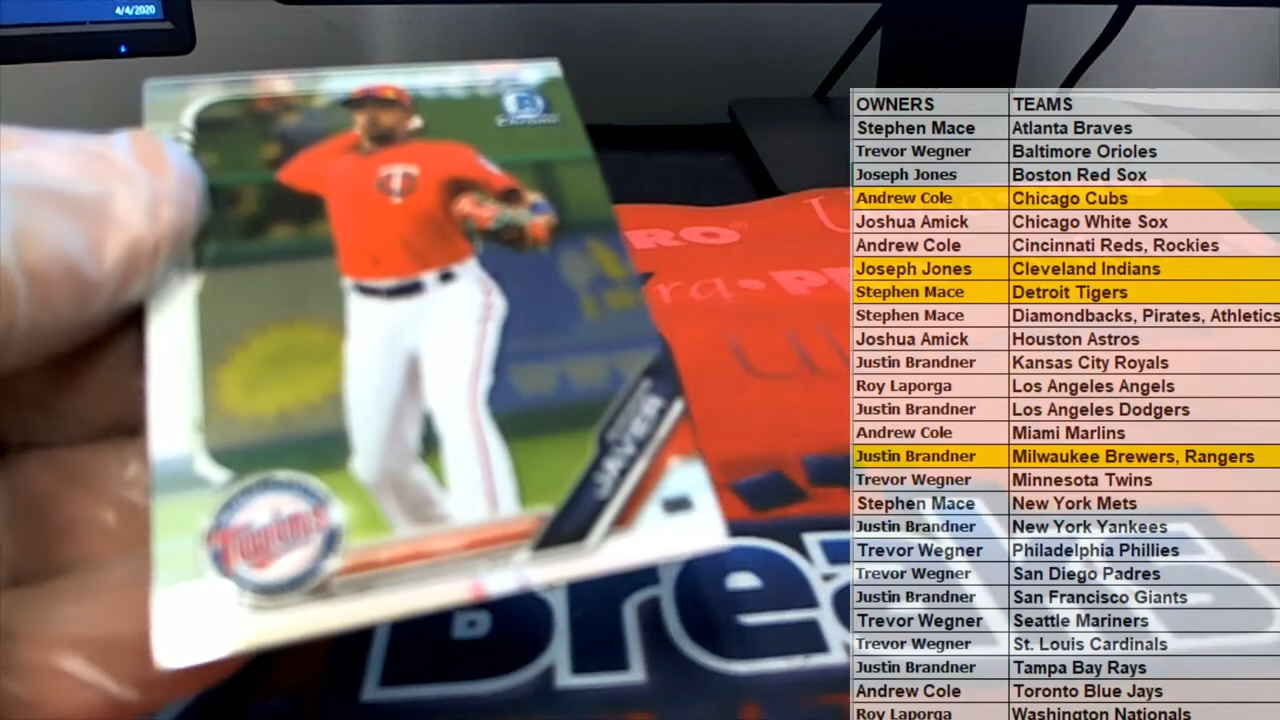 4/4/2020
CHROME
JAVIER
Twins
RO
ra•PR
Breaks
OWNERS TEAMS
Stephen Mace Atlanta Braves
Trevor Wegner Baltimore Orioles
Joseph Jones Boston Red Sox
Andrew Cole Chicago Cubs
Joshua Amick Chicago White Sox
Andrew Cole Cincinnati Reds, Rockies
Joseph Jones Cleveland Indians
Stephen Mace Detroit Tigers
Stephen Mace Diamondbacks, Pirates, Athletics
Joshua Amick Houston Astros
Justin Brandner Kansas City Royals
Roy Laporga Los Angeles Angels
Justin Brandner Los Angeles Dodgers
Andrew Cole Miami Marlins
Justin Brandner Milwaukee Brewers, Rangers
Trevor Wegner Minnesota Twins
Stephen Mace New York Mets
Justin Brandner New York Yankees
Trevor Wegner Philadelphia Phillies
Trevor Wegner San Diego Padres
Justin Brandner San Francisco Giants
Trevor Wegner Seattle Mariners
Trevor Wegner St. Louis Cardinals
Justin Brandner Tampa Bay Rays
Andrew Cole Toronto Blue Jays
Roy Laporga Washington Nationals